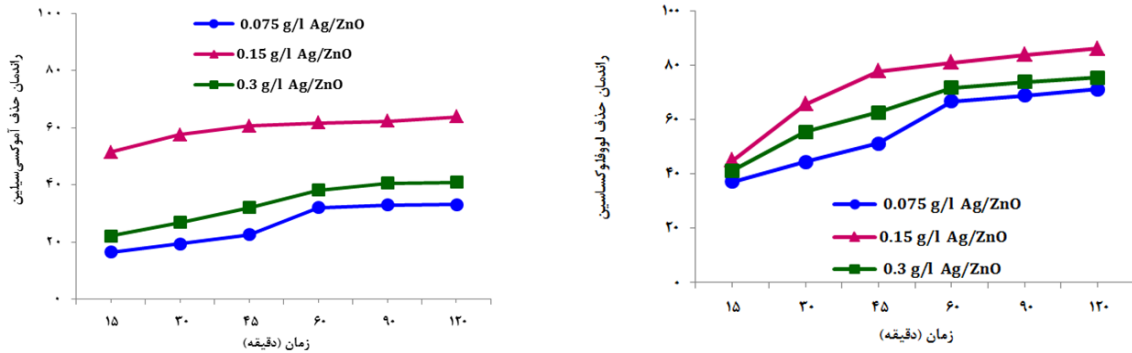 راندمان حذف آموکسی‌سیلین
۱۰۰
۸۰
۶۰
۴۰
۲۰
۰
0.075 g/l Ag/ZnO
0.15 g/l Ag/ZnO
0.3 g/l Ag/ZnO
۱۵ ۳۰ ۴۵ ۶۰ ۹۰ ۱۲۰
زمان (دقیقه)
راندمان حذف لووفلوکساسین
۱۰۰
۸۰
۶۰
۴۰
۲۰
۰
0.075 g/l Ag/ZnO
0.15 g/l Ag/ZnO
0.3 g/l Ag/ZnO
۱۵ ۳۰ ۴۵ ۶۰ ۹۰ ۱۲۰
زمان (دقیقه)